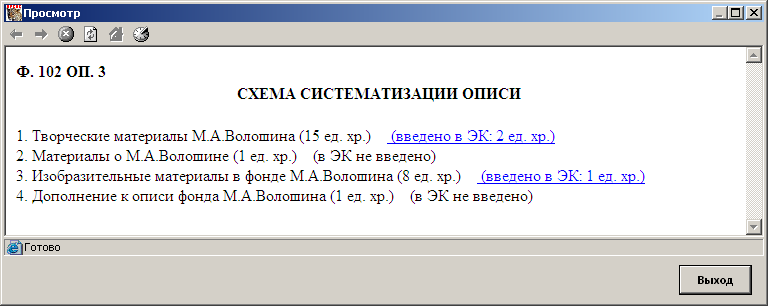 Просмотр
Ф. 102 ОП. 3
СХЕМА СИСТЕМАТИЗАЦИИ ОПИСИ
1. Творческие материалы М.А.Волошина (15 ед. хр.) (введено в ЭК: 2 ед. хр.)
2. Материалы о М.А.Волошине (1 ед. хр.) (в ЭК не введено)
3. Изобразительные материалы в фонде М.А.Волошина (8 ед. хр.) (введено в ЭК: 1 ед. хр.)
4. Дополнение к описи фонда М.А.Волошина (1 ед. хр.) (в ЭК не введено)
Готово
Выход